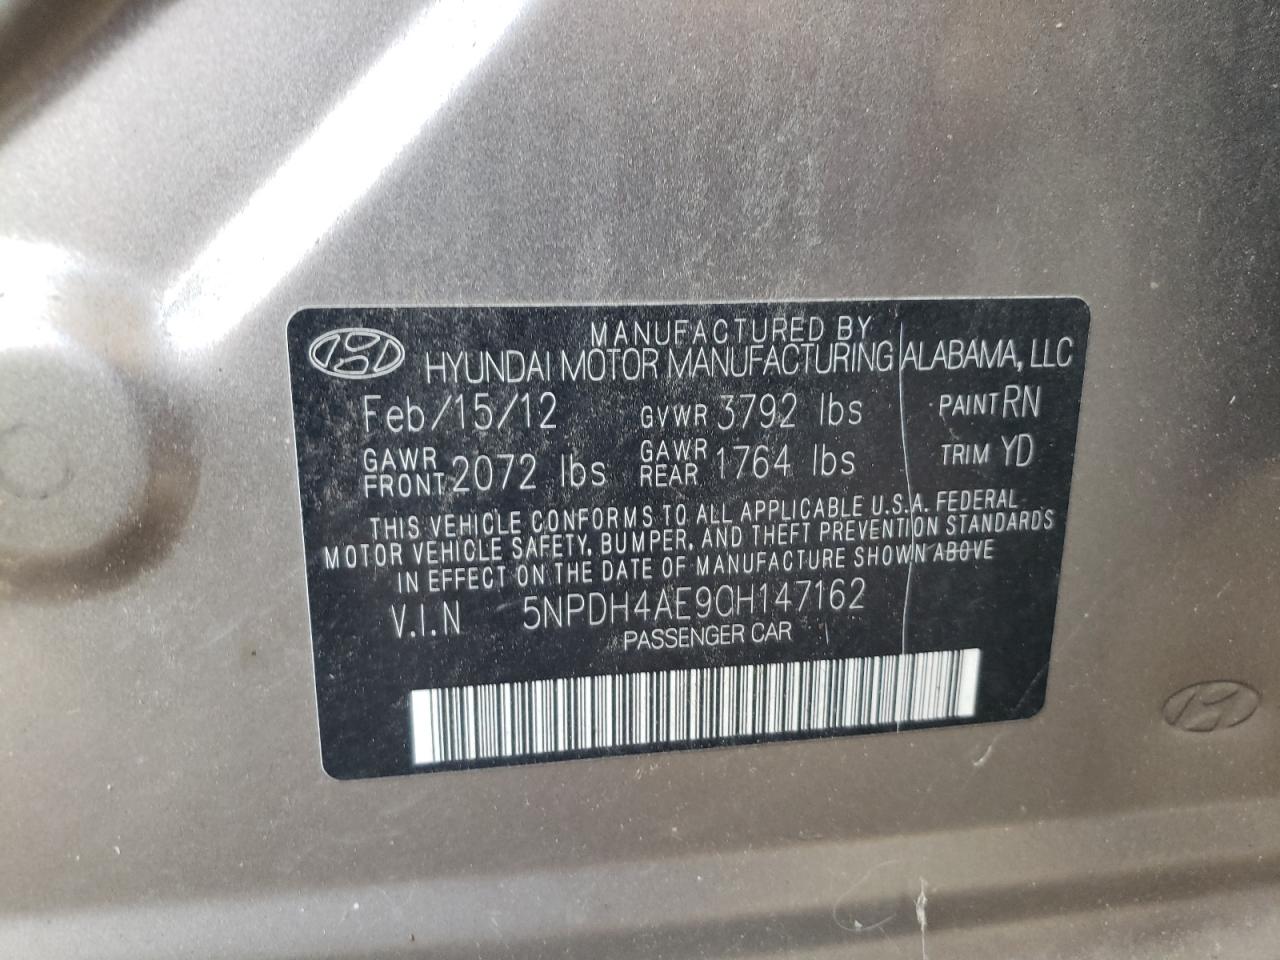 MANUFACTURED BY
HYUNDAI MOTOR MANUFACTURING ALABAMA, LLC
Feb/15/12 GVWR 3792 lbs PAINT RN
GAWR FRONT 2072 lbs GAWR REAR 1764 lbs TRIM YD
THIS VEHICLE CONFORMS TO ALL APPLICABLE U.S.A. FEDERAL
MOTOR VEHICLE SAFETY, BUMPER, AND THEFT PREVENTION STANDARDS
IN EFFECT ON THE DATE OF MANUFACTURE SHOWN ABOVE
V.I.N 5NPDH4AE9CH147162
PASSENGER CAR